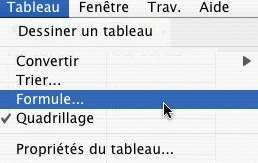 Tableau Fenêtre Trav. Aide
Dessiner un tableau
Convertir
Trier...
Formule...
Quadrillage
Propriétés du tableau...